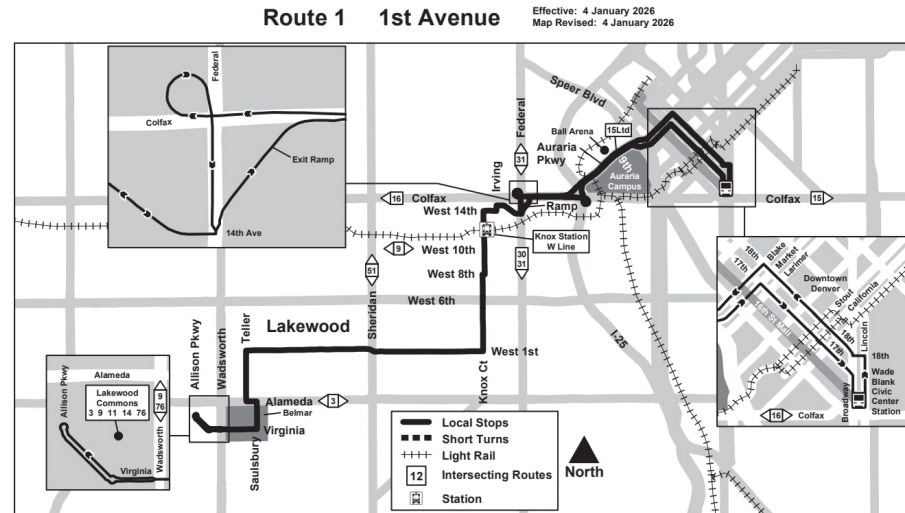 Route 1 1st Avenue
Effective: 4 January 2026
Map Revised: 4 January 2026
Federal
Colfax
Exit Ramp
14th Ave
Speer Blvd
Federal
Irving
31
Ball Arena
15Ltd
Auraria
Pkwy
9th
Auraria
Campus
16
Colfax
Colfax
15
West 14th
Ramp
Knox Station
W Line
9
West 10th
30
31
51
West 8th
Sheridan
West 6th
I-25
Lakewood
Teller
Wadsworth
Allison Pkwy
West 1st
Knox Ct
Alameda
3
Belmar
Virginia
Saulsbury
18th
17th
Blake
Market
Larimer
Downtown
Denver
Stout
California
16th St Mall
18th
17th
Lincoln
18th
Wade
Blank
Civic
Center
Station
Broadway
16
Colfax
Allison Pkwy
Alameda
Lakewood
Commons
3 9 11 14 76
9
76
Wadsworth
Virginia
Local Stops
Short Turns
Light Rail
12 Intersecting Routes
Station
North